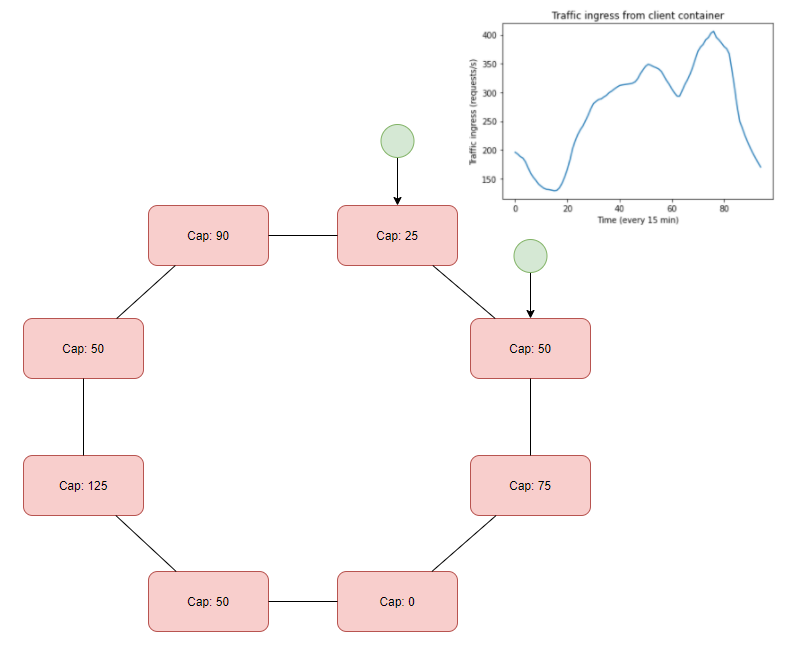 Traffic ingress from client container
Traffic ingress (requests/s)
400
350
300
250
200
150
0
20
40
60
80
Time (every 15 min)
Cap: 90
Cap: 25
Cap: 50
Cap: 50
Cap: 125
Cap: 75
Cap: 50
Cap: 0